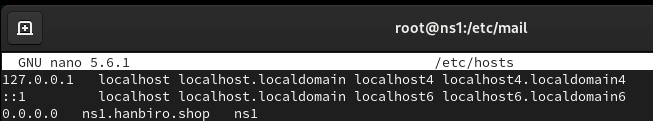 root@ns1:/etc/mail
GNU nano 5.6.1 /etc/hosts
127.0.0.1 localhost localhost.localdomain localhost4 localhost4.localdomain4
::1 localhost localhost.localdomain localhost6 localhost6.localdomain6
0.0.0.0 ns1.hanbiro.shop ns1